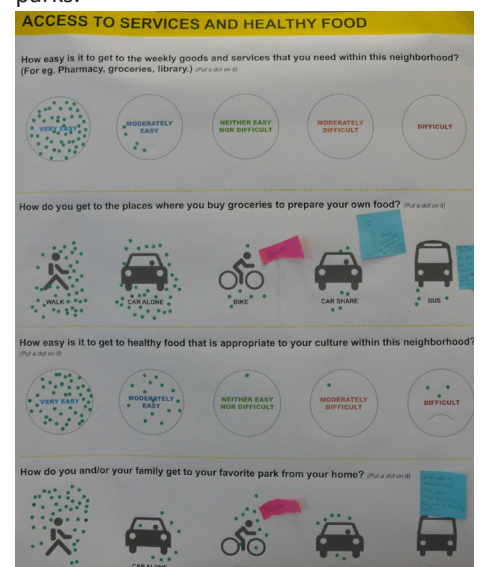 parks.
ACCESS TO SERVICES AND HEALTHY FOOD
How easy is it to get to the weekly goods and services that you need within this neighborhood?
(For eg. Pharmacy, groceries, library.) (Put a dot on it)
VERY EASY
MODERATELY
EASY
NEITHER EASY
NOR DIFFICULT
MODERATELY
DIFFICULT
DIFFICULT
How do you get to the places where you buy groceries to prepare your own food? (Put a dot on it)
WALK
CAR ALONE
BIKE
CAR SHARE
BUS
How easy is it to get to healthy food that is appropriate to your culture within this neighborhood?
(Put a dot on it)
VERY EASY
MODERATELY
EASY
NEITHER EASY
NOR DIFFICULT
MODERATELY
DIFFICULT
DIFFICULT
How do you and/or your family get to your favorite park from your home? (Put a dot on it)
CAR ALONE